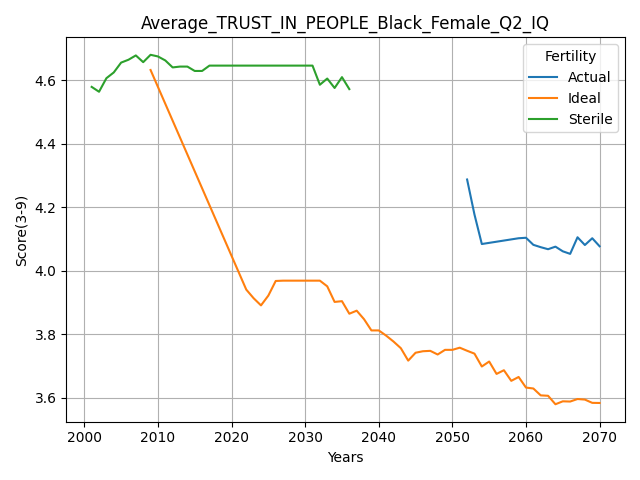 Average_TRUST_IN_PEOPLE_Black_Female_Q2_IQ
Fertility
Actual
Ideal
Sterile
Score(3-9)
4.6
4.4
4.2
4.0
3.8
3.6
2000 2010 2020 2030 2040 2050 2060 2070
Years